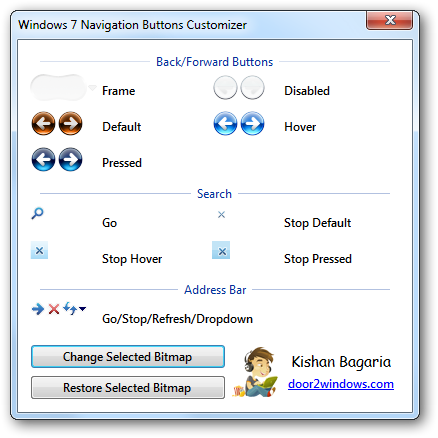 Windows 7 Navigation Buttons Customizer
Back/Forward Buttons
Frame Disabled
Default Hover
Pressed
Search
Go Stop Default
Stop Hover Stop Pressed
Address Bar
Go/Stop/Refresh/Dropdown
Change Selected Bitmap
Kishan Bagaria
Restore Selected Bitmap
door2windows.com